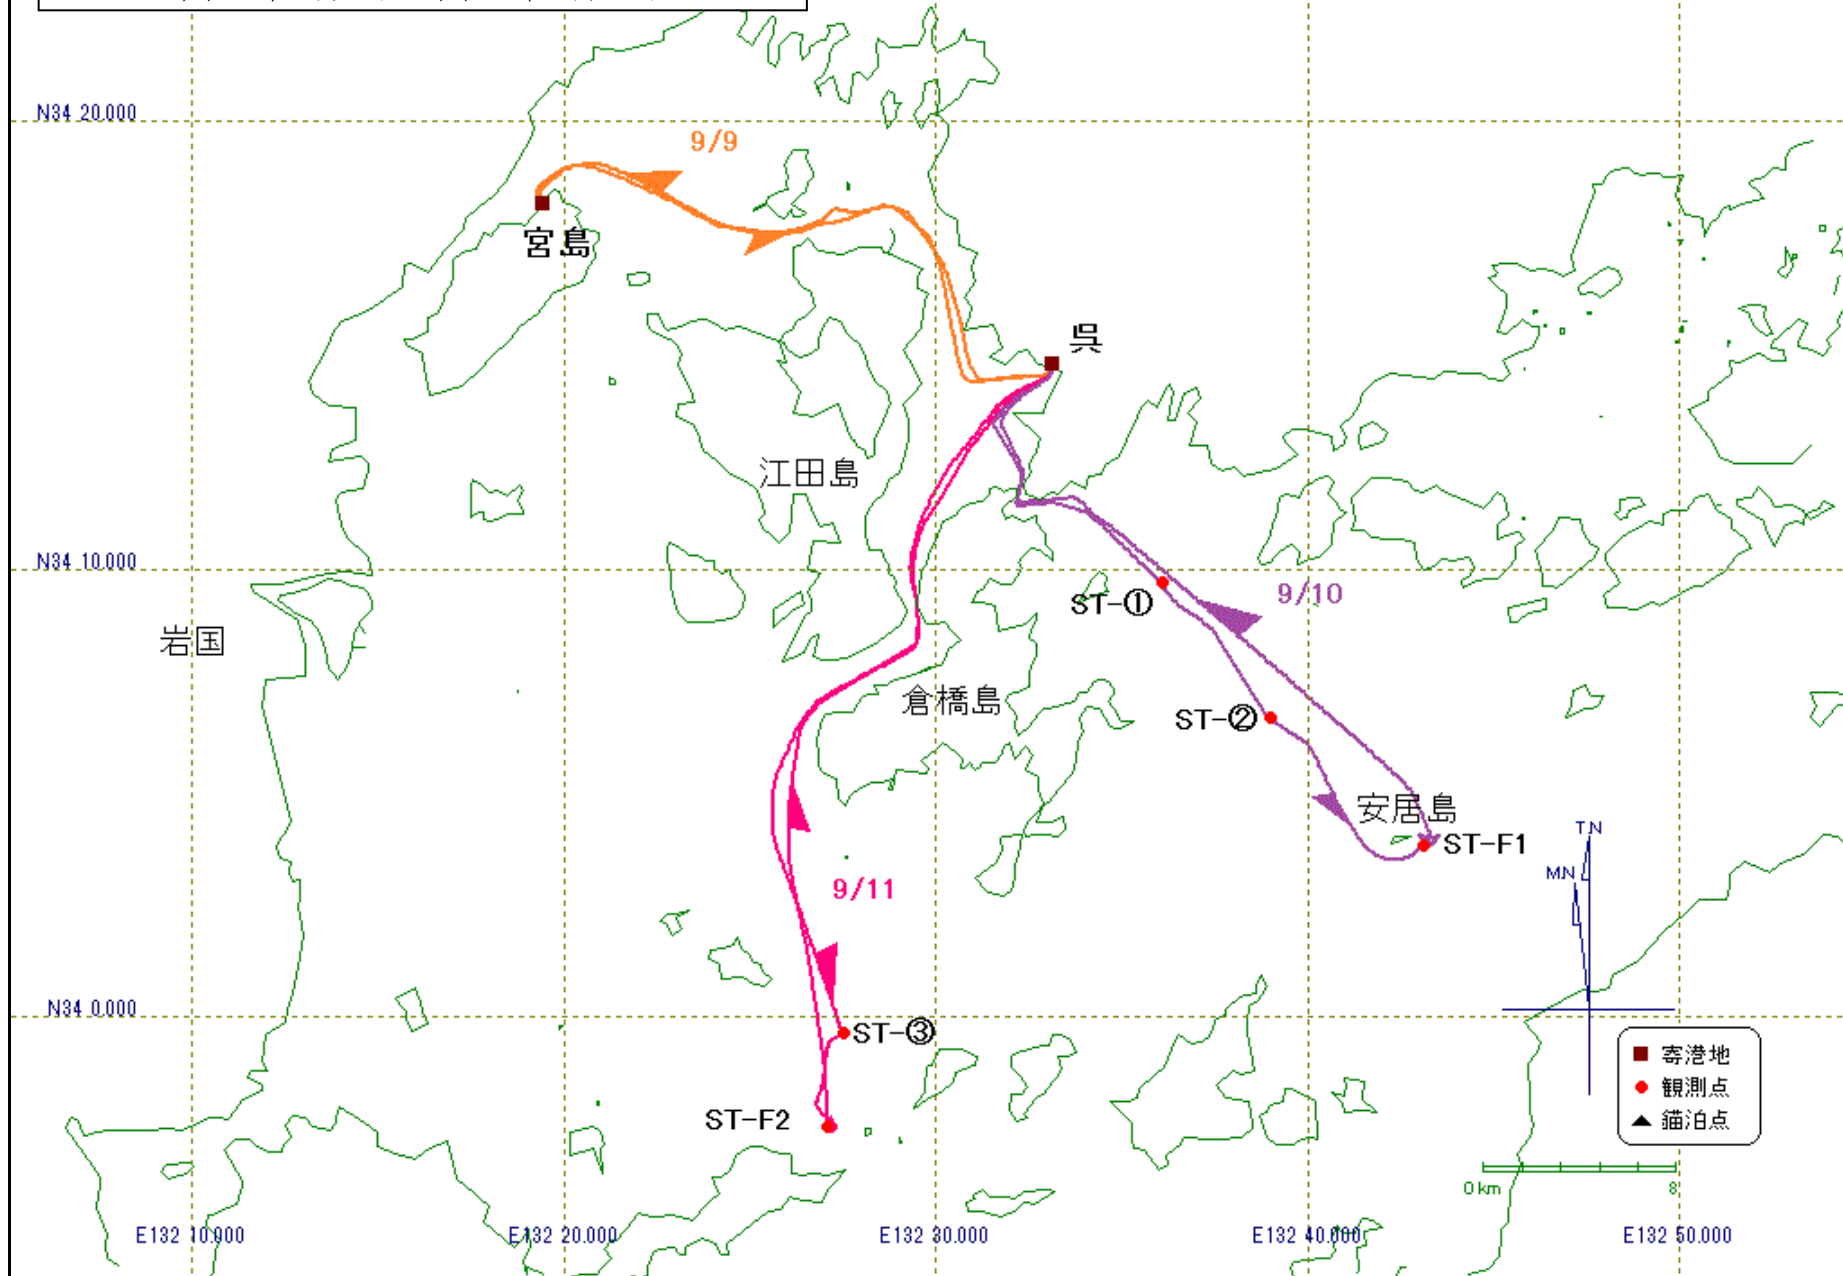 N34 20.000
9/9
宮島
呉
江田島
N34 10.000
ST-①
9/10
岩国
倉橋島
ST-②
安居島
ST-F1
TN
MN
9/11
N34 0.000
ST-③
寄港地
観測点
錨泊点
ST-F2
0 km 8
E132 10.000 E132 20.000 E132 30.000 E132 40.000 E132 50.000